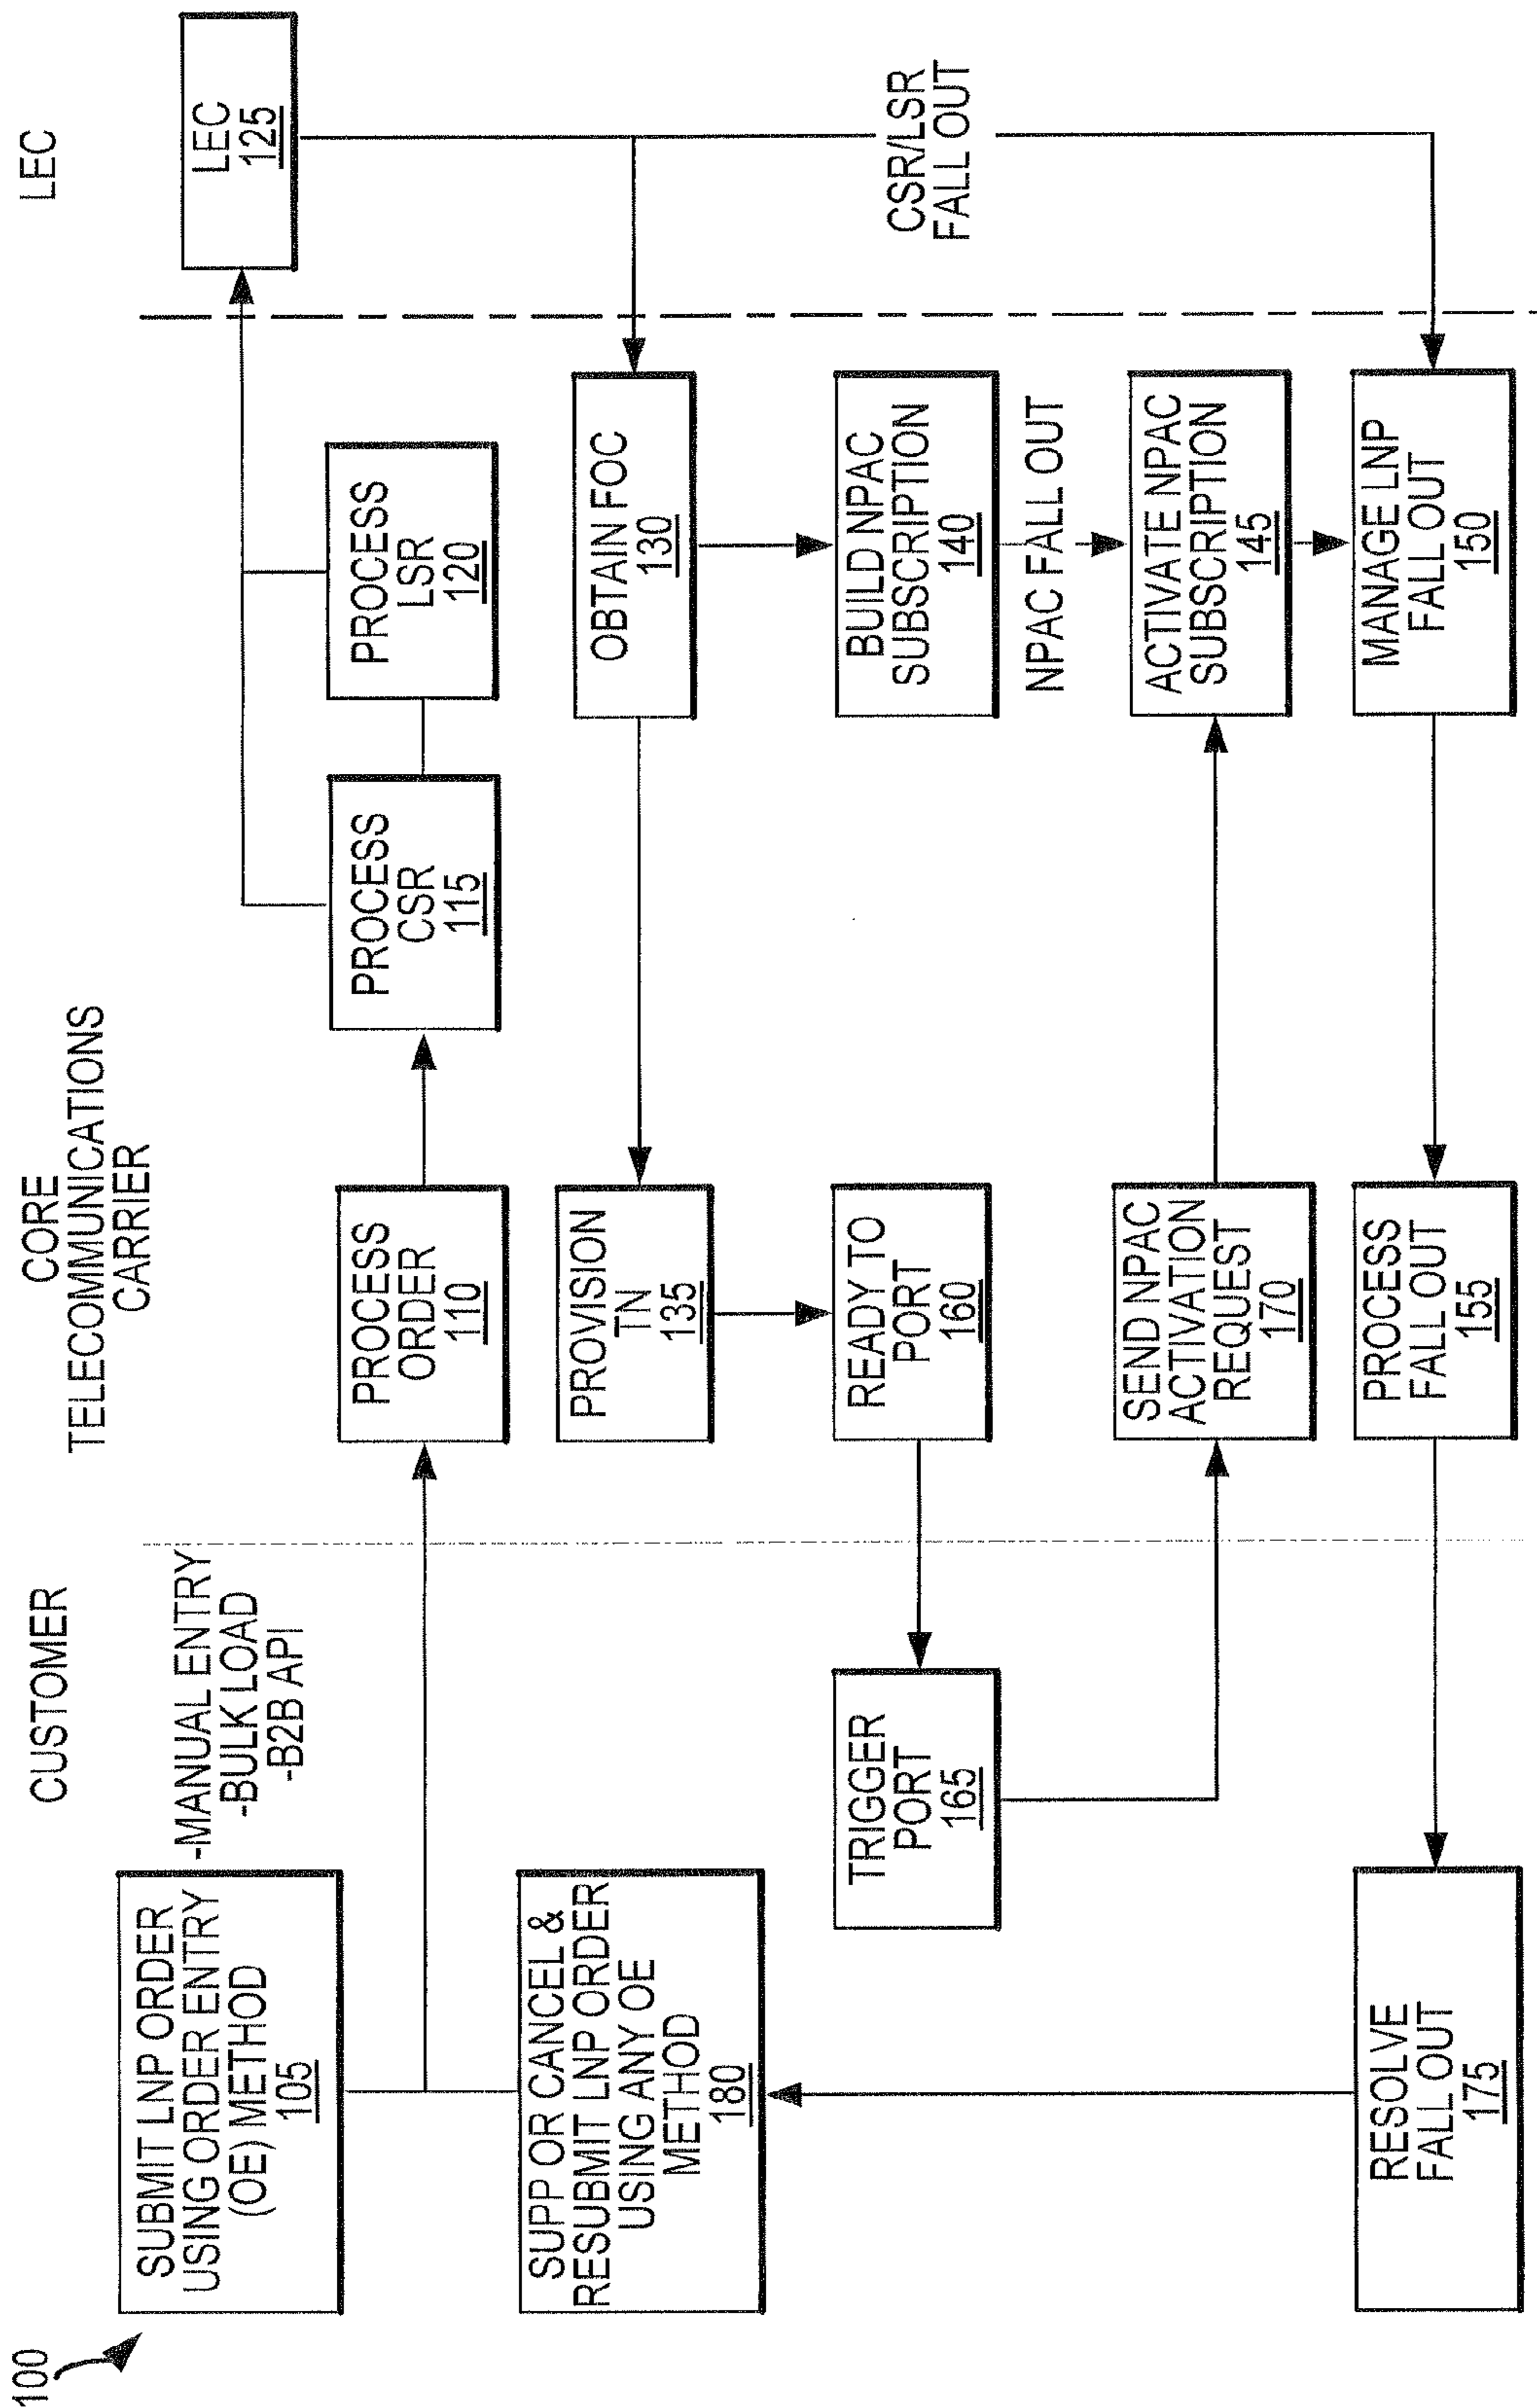 100
CUSTOMER
CORE
TELECOMMUNICATIONS
CARRIER
LEC
SUBMIT LNP ORDER
USING ORDER ENTRY
(OE) METHOD
105
-MANUAL ENTRY
-BULK LOAD
-B2B API
PROCESS
ORDER
110
PROCESS
CSR
115
PROCESS
LSR
120
LEC
125
SUPP OR CANCEL &
RESUBMIT LNP ORDER
USING ANY OE
METHOD
180
PROVISION
TN
135
OBTAIN FOC
130
TRIGGER
PORT
165
READY TO
PORT
160
BUILD NPAC
SUBSCRIPTION
140
CSR/LSR
FALL OUT
NPAC FALL OUT
SEND NPAC
ACTIVATION
REQUEST
170
ACTIVATE NPAC
SUBSCRIPTION
145
RESOLVE
FALL OUT
175
PROCESS
FALL OUT
155
MANAGE LNP
FALL OUT
150